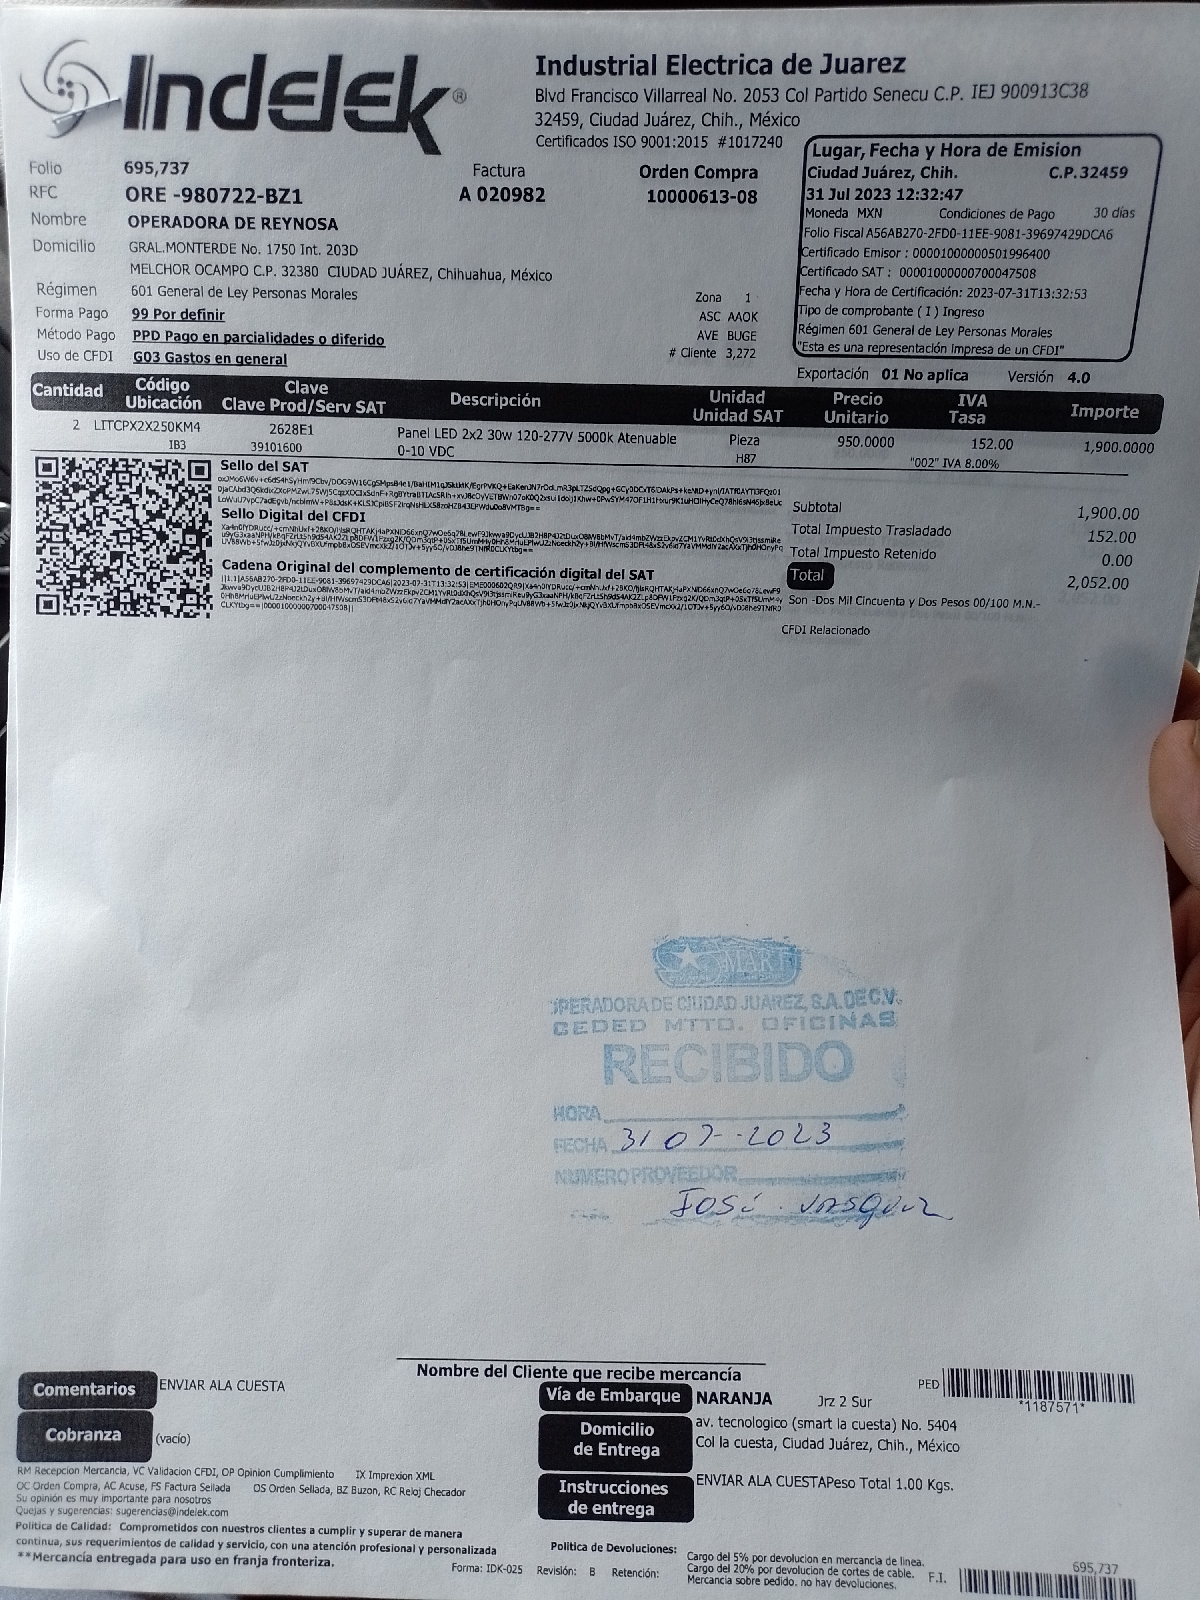 Indelek®
Industrial Electrica de Juarez
Blvd Francisco Villarreal No. 2053 Col Partido Senecu C.P. IEJ 900913C38
32459, Ciudad Juárez, Chih., México
Certificados ISO 9001:2015 #1017240
Folio 695,737
RFC ORE -980722-BZ1
Nombre OPERADORA DE REYNOSA
Domicilio GRAL.MONTERDE No. 1750 Int. 203D
MELCHOR OCAMPO C.P. 32380 CIUDAD JUÁREZ, Chihuahua, México
Régimen 601 General de Ley Personas Morales
Forma Pago 99 Por definir
Método Pago PPD Pago en parcialidades o diferido
Uso de CFDI G03 Gastos en general
Factura
A 020982
Orden Compra
10000613-08
Zona 1
ASC AAOK
AVE BUGE
# Cliente 3,272
Lugar, Fecha y Hora de Emision
Ciudad Juárez, Chih. C.P. 32459
31 Jul 2023 12:32:47
Moneda MXN Condiciones de Pago 30 días
Folio Fiscal A56AB270-2FD0-11EE-9081-39697429DCA6
Certificado Emisor : 00001000000501996400
Certificado SAT : 00001000000700047508
Fecha y Hora de Certificación: 2023-07-31T13:32:53
Tipo de comprobante ( I ) Ingreso
Régimen 601 General de Ley Personas Morales
"Esta es una representación impresa de un CFDI"
Exportación 01 No aplica Versión 4.0
Cantidad Código Ubicación Clave Clave Prod/Serv SAT Descripción Unidad Unidad SAT Precio Unitario IVA Tasa Importe
2 LITCPX2X250KM4 2628E1 Panel LED 2x2 30w 120-277V 5000k Atenuable Pieza 950.0000 152.00 1,900.0000
IB3 39101600 0-10 VDC H87 "002" IVA 8.00%
Sello del SAT
Sello Digital del CFDI
Cadena Original del complemento de certificación digital del SAT
Subtotal 1,900.00
Total Impuesto Trasladado 152.00
Total Impuesto Retenido 0.00
Total 2,052.00
Son -Dos Mil Cincuenta y Dos Pesos 00/100 M.N.-
CFDI Relacionado
MART
OPERADORA DE CIUDAD JUAREZ, S.A. DE C.V.
CEDED MTTO. OFICINAS
RECIBIDO
HORA
FECHA 31 07--2023
NUMERO PROVEEDOR
José
Nombre del Cliente que recibe mercancía
Comentarios ENVIAR ALA CUESTA
Cobranza (vacío)
Vía de Embarque NARANJA Jrz 2 Sur
PED *1187571*
Domicilio de Entrega av. tecnologico (smart la cuesta) No. 5404
Col la cuesta, Ciudad Juárez, Chih., México
Instrucciones de entrega ENVIAR ALA CUESTAPeso Total 1.00 Kgs.
RM Recepcion Mercancia, VC Validacion CFDI, OP Opinion Cumplimiento IX Imprexion XML
OC Orden Compra, AC Acuse, FS Factura Sellada OS Orden Sellada, BZ Buzon, RC Reloj Checador
Su opinión es muy importante para nosotros
Quejas y sugerencias: sugerencias@indelek.com
Politica de Calidad: Comprometidos con nuestros clientes a cumplir y superar de manera
continua, sus requerimientos de calidad y servicio, con una atención profesional y personalizada
**Mercancía entregada para uso en franja fronteriza.
Forma: IDK-025 Revisión: B Retención:
Politica de Devoluciones: Cargo del 5% por devolucion en mercancia de linea.
Cargo del 20% por devolucion de cortes de cable.
Mercancia sobre pedido, no hay devoluciones.
F.I. 695,737